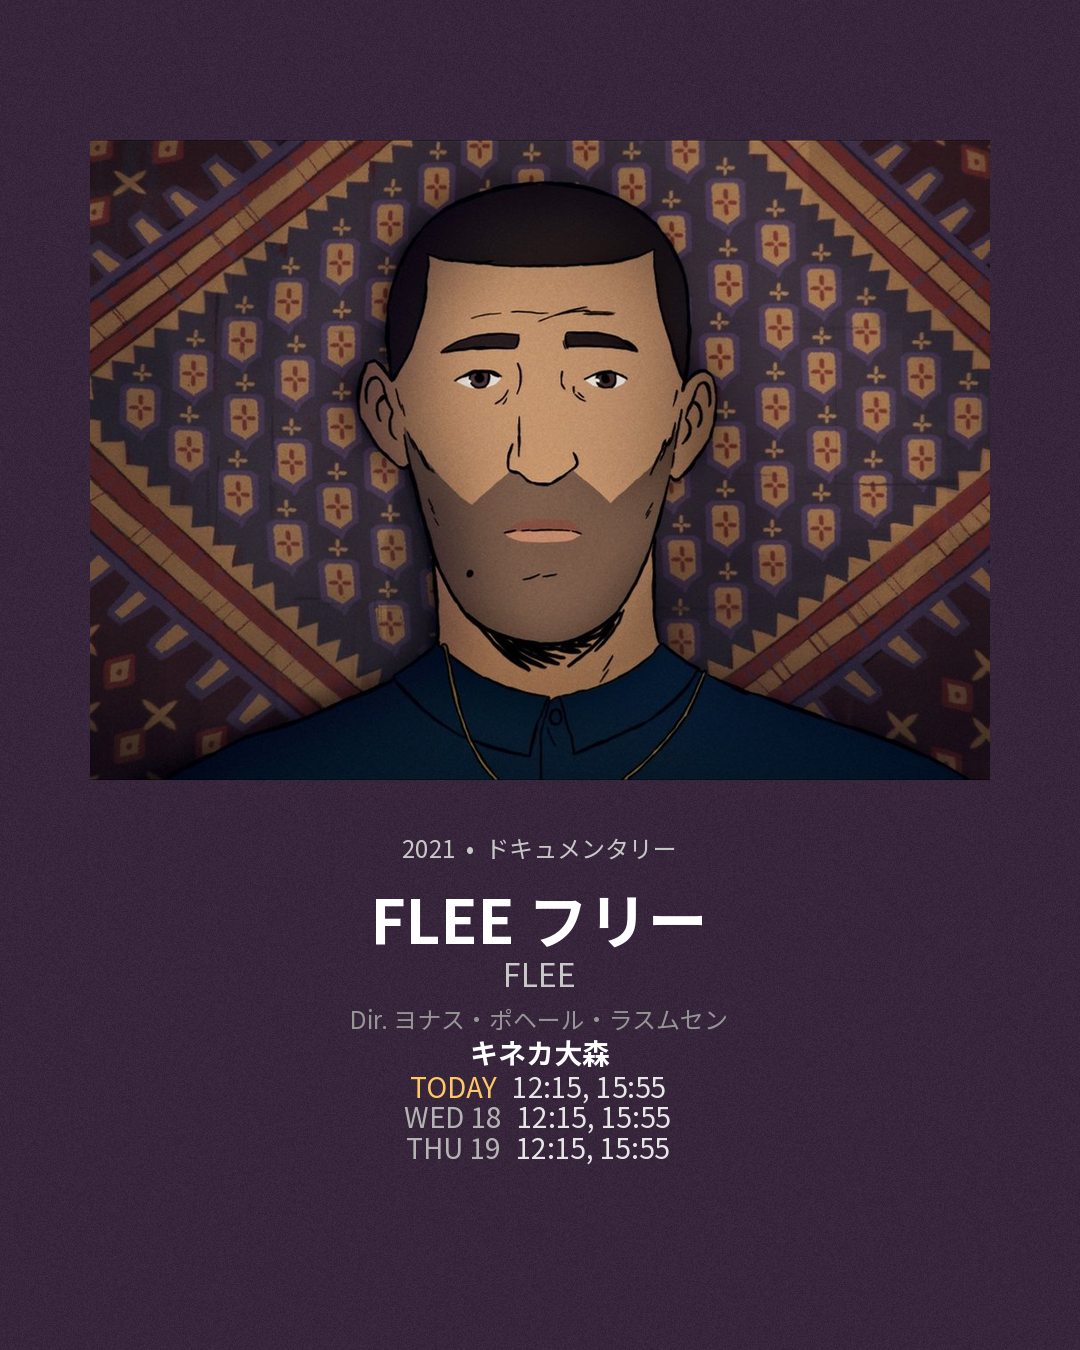 2021 • ドキュメンタリー
FLEE フリー
FLEE
Dir. ヨナス・ポヘール・ラスムセン
キネカ大森
TODAY 12:15, 15:55
WED 18 12:15, 15:55
THU 19 12:15, 15:55